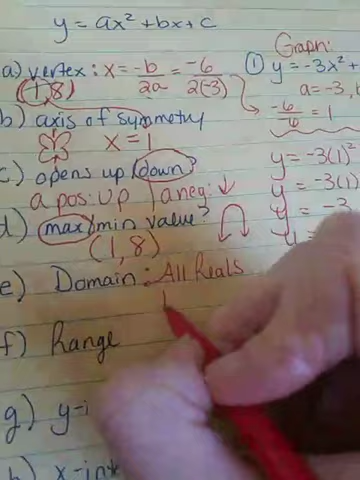 y = ax² + bx + c
Graph:
a) vertex: x = -b/2a = -6/2(-3)
(1,8)
-6/-6 = 1
① y = -3x² +
a = -3, b
b) axis of symmetry
x = 1
c) opens up/down?
a pos: up | a neg: ↓
d) max/min value?
(1, 8)
y = -3(1)²
y = -3(1)
y = -3
y =
e) Domain: All Reals
f) Range
g) y-i
h) x-int